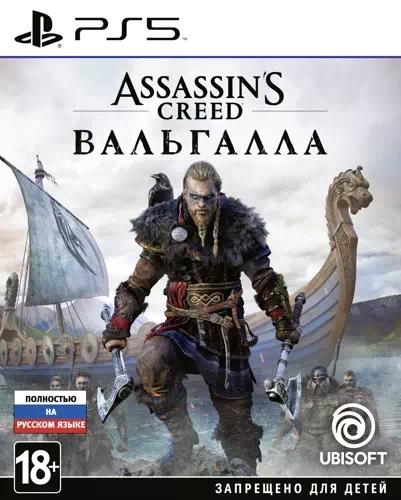 PS5
ASSASSIN'S
CREED
ВАЛЬГАЛЛА
ПОЛНОСТЬЮ
НА
РУССКОМ ЯЗЫКЕ
UBISOFT
18+
ЗАПРЕЩЕНО ДЛЯ ДЕТЕЙ